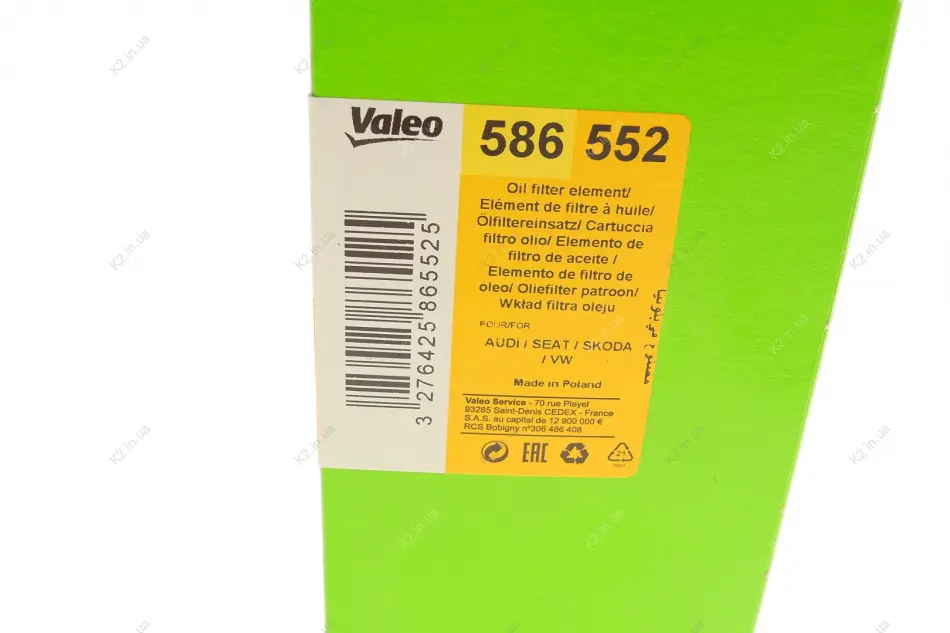 Valeo
586 552
Oil filter element/
Elément de filtre à huile/
Ölfiltereinsatz/ Cartuccia
filtro olio/ Elemento de
filtro de aceite /
Elemento de filtro de
óleo/ Oliefilter patroon/
Wkład filtra oleju
POUR/FOR
AUDI / SEAT / SKODA
/ VW
Made in Poland
Valeo Service - 70 rue Pleyel
93285 Saint-Denis CEDEX - France
S.A.S. au capital de 12 900 000 €
RCS Bobigny n°306 486 408
EAC
21
PAP
3 276425 865525
K2.in.ua